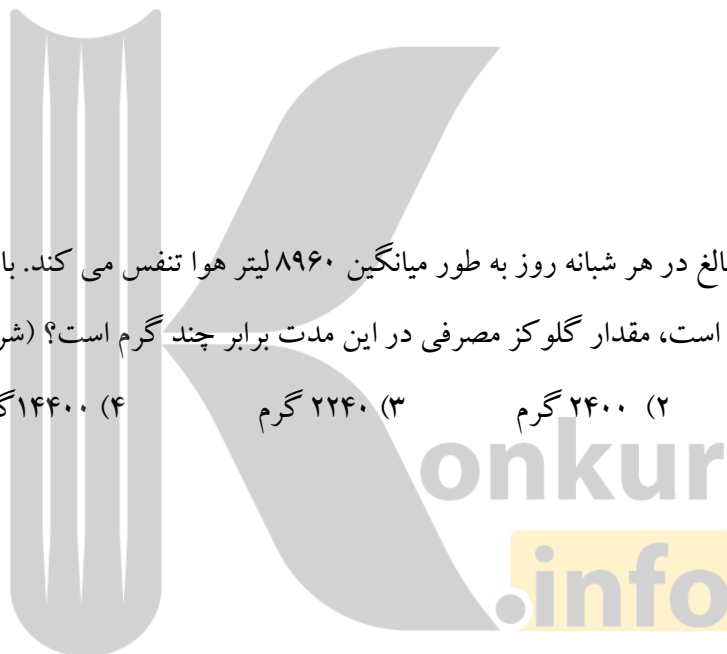 الغ در هر شبانه روز به طور میانگین ۸۹۶۰ لیتر هوا تنفس می کند. با
است، مقدار گلوکز مصرفی در این مدت برابر چند گرم است؟ (شر
۲) ۲۴۰۰ گرم ۳) ۲۲۴۰ گرم ۴) ۱۴۴۰۰ گ
onkur
.info